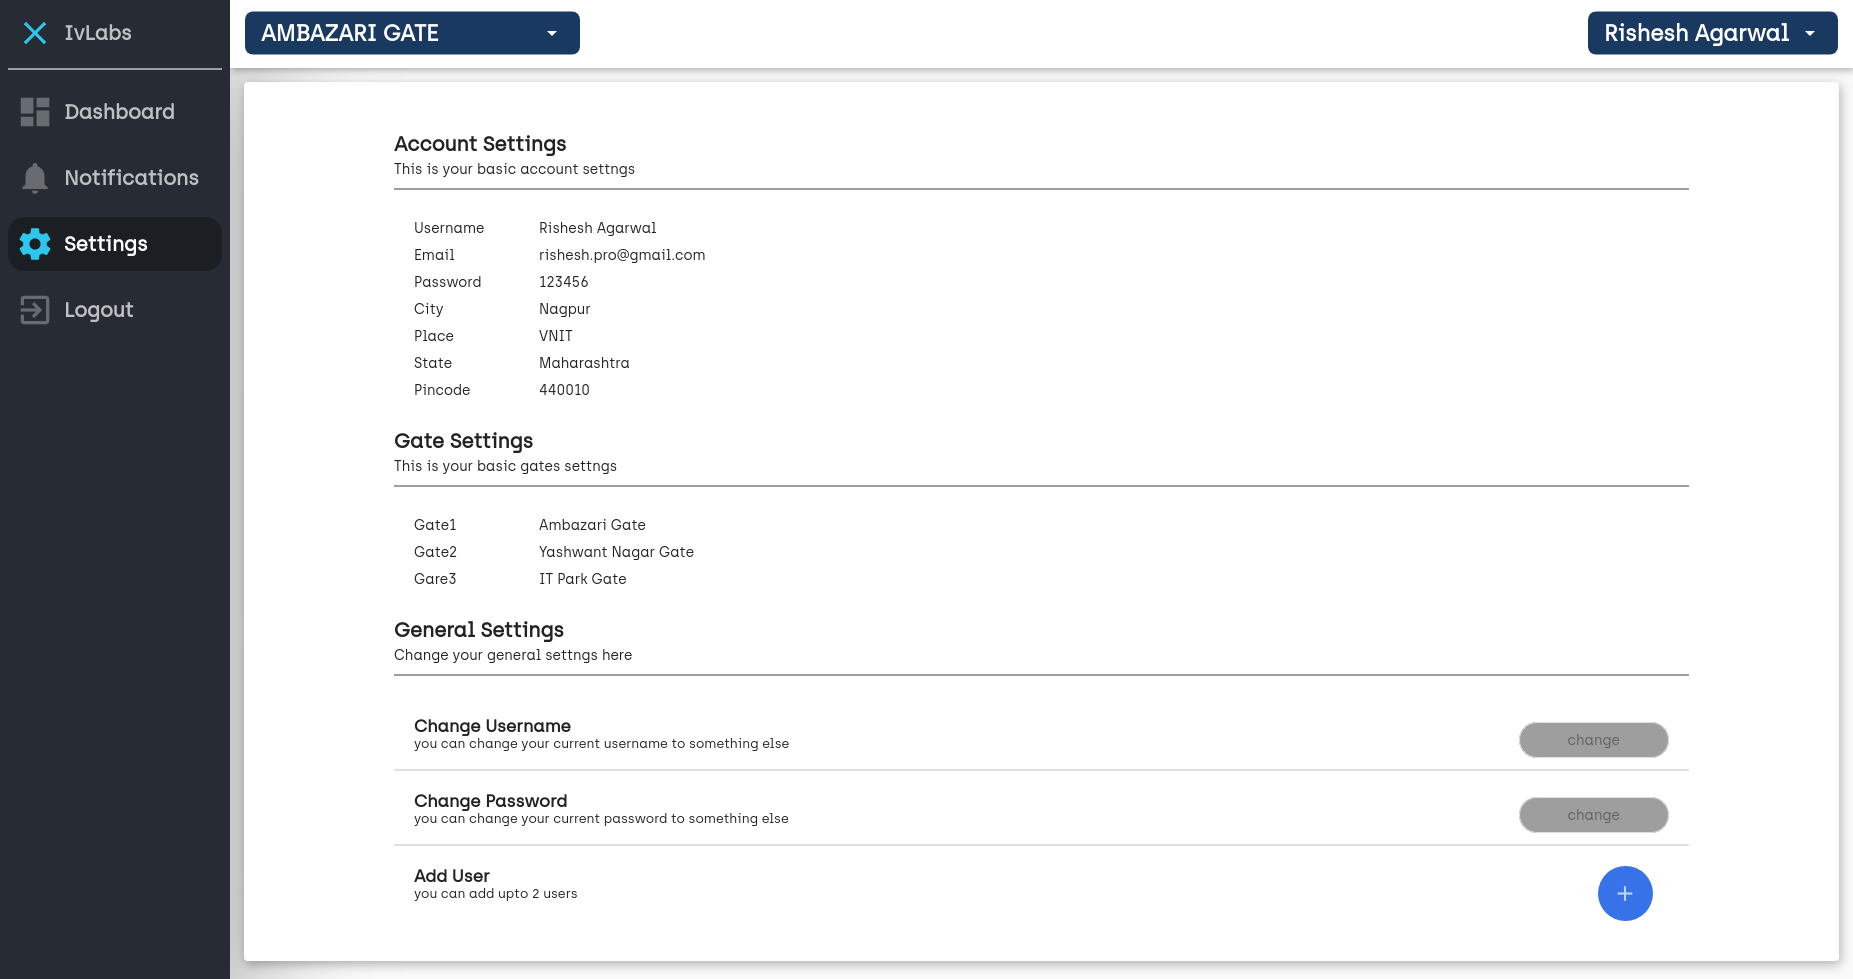 IvLabs
AMBAZARI GATE
Rishesh Agarwal
Dashboard
Notifications
Settings
Logout
Account Settings
This is your basic account settngs
Username Rishesh Agarwal
Email rishesh.pro@gmail.com
Password 123456
City Nagpur
Place VNIT
State Maharashtra
Pincode 440010
Gate Settings
This is your basic gates settngs
Gate1 Ambazari Gate
Gate2 Yashwant Nagar Gate
Gare3 IT Park Gate
General Settings
Change your general settngs here
Change Username
you can change your current username to something else
change
Change Password
you can change your current password to something else
change
Add User
you can add upto 2 users
+